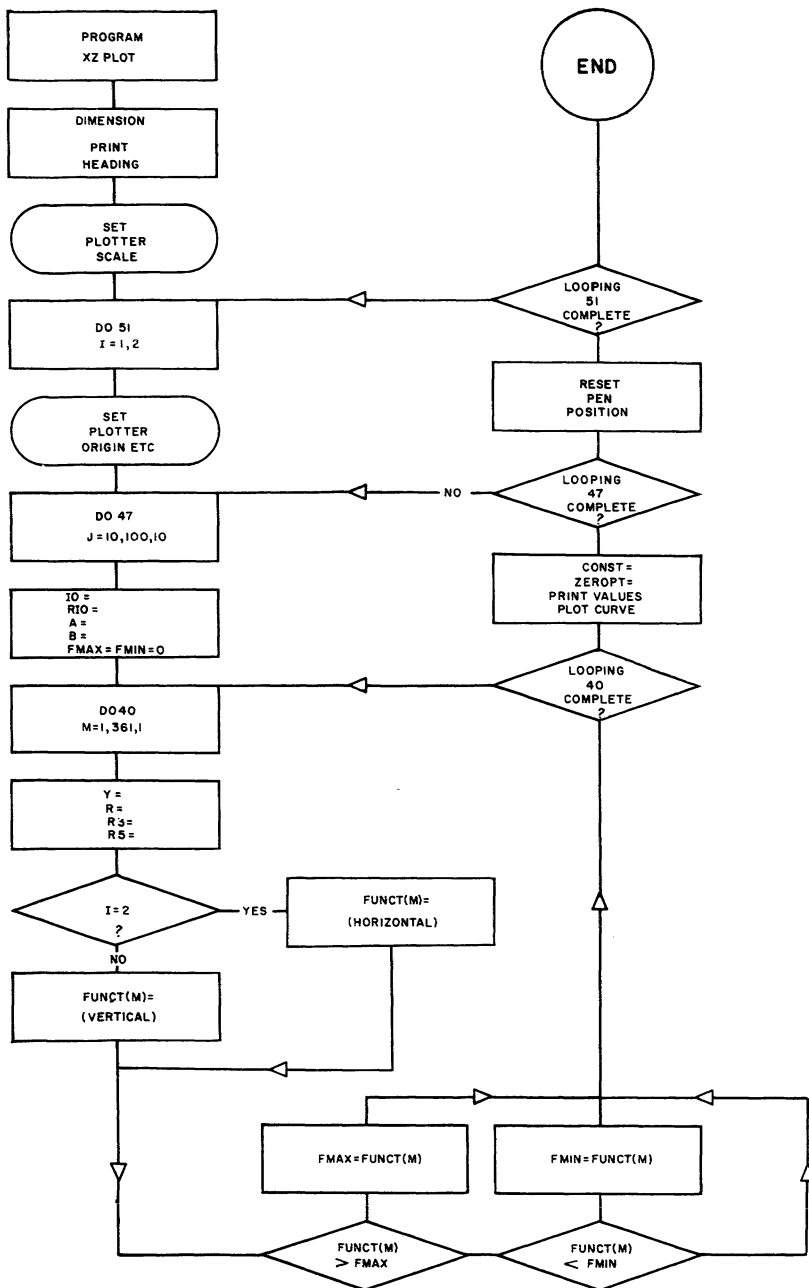 PROGRAM
XZ PLOT
DIMENSION
PRINT
HEADING
SET
PLOTTER
SCALE
DO 51
I = 1, 2
SET
PLOTTER
ORIGIN ETC
DO 47
J=10,100,10
IO =
RIO =
A =
B =
FMAX = FMIN = O
DO40
M=1,361,1
Y =
R =
R3=
R5=
I=2
?
YES
NO
FUNCT(M)=
(HORIZONTAL)
FUNCT(M)=
(VERTICAL)
FUNCT(M)
> FMAX
FMAX=FUNCT(M)
FUNCT(M)
< FMIN
FMIN=FUNCT(M)
LOOPING
40
COMPLETE
?
CONST=
ZEROPT=
PRINT VALUES
PLOT CURVE
LOOPING
47
COMPLETE
?
NO
RESET
PEN
POSITION
LOOPING
51
COMPLETE
?
END